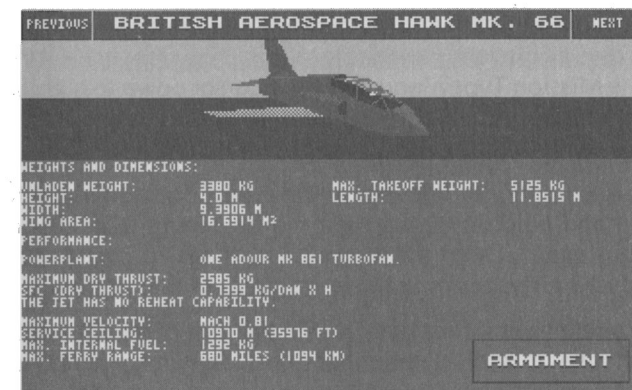 PREVIOUS BRITISH AEROSPACE HAWK MK. 66 NEXT
WEIGHTS AND DIMENSIONS:
UNLADEN WEIGHT: 3380 KG MAX. TAKEOFF WEIGHT: 5125 KG
HEIGHT: 4.0 M LENGTH: 11.8515 M
WIDTH: 9.3906 M
WING AREA: 16.6914 M2
PERFORMANCE:
POWERPLANT: ONE ADOUR MK 861 TURBOFAN.
MAXIMUM DRY THRUST: 2585 KG
SFC (DRY THRUST): 0.7399 KG/DAN X H
THE JET HAS NO REHEAT CAPABILITY.
MAXIMUM VELOCITY: MACH 0.81
SERVICE CEILING: 10970 M (35976 FT)
MAX. INTERNAL FUEL: 1292 KG
MAX. FERRY RANGE: 680 MILES (1094 KM)
ARMAMENT